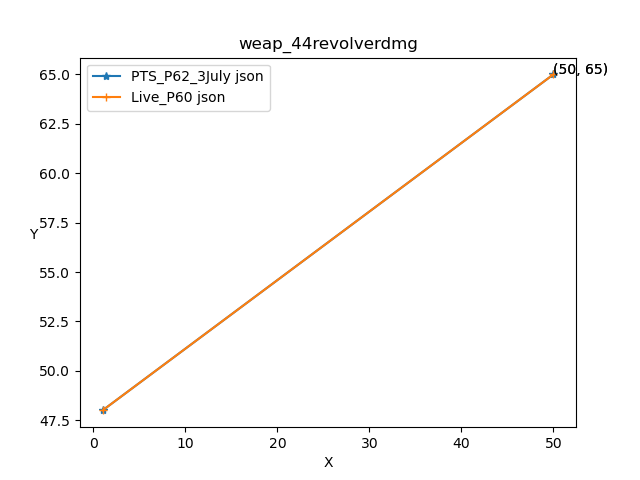 weap_44revolverdmg
(50, 65)
PTS_P62_3July json
Live_P60 json
65.0
62.5
60.0
57.5
55.0
52.5
50.0
47.5
Y
0 10 20 30 40 50
X